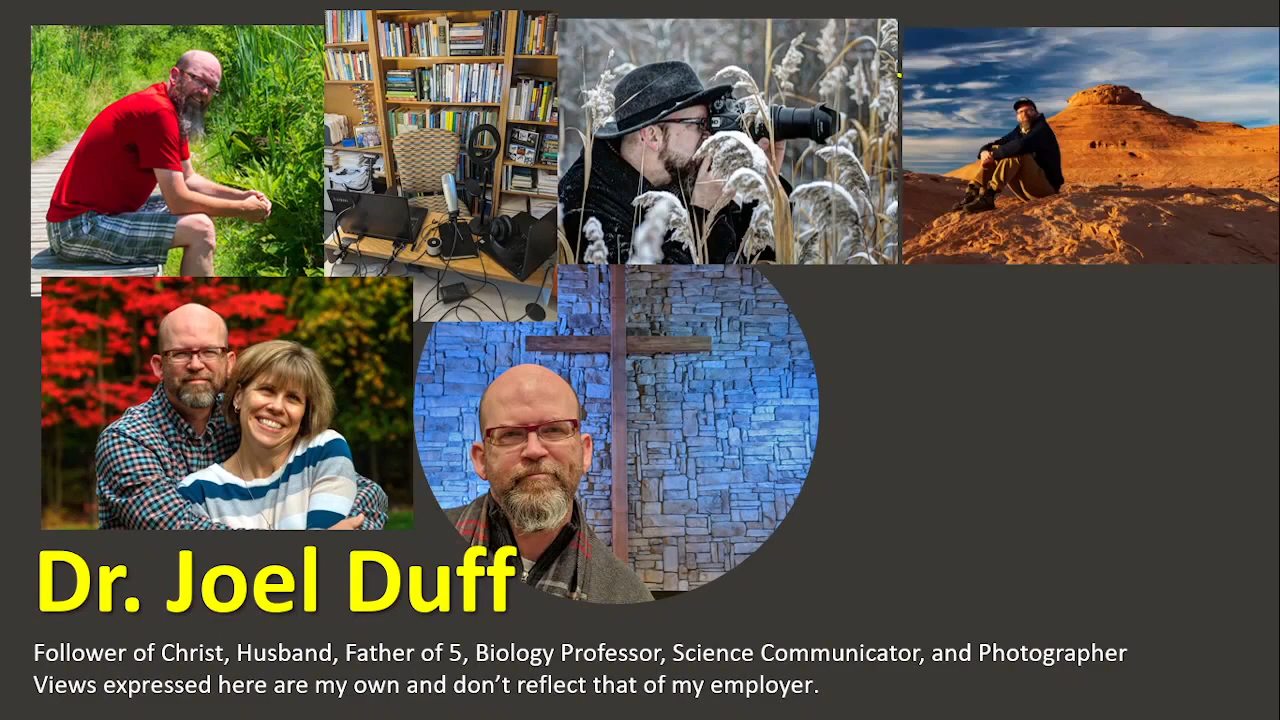 Dr. Joel Duff
Follower of Christ, Husband, Father of 5, Biology Professor, Science Communicator, and Photographer
Views expressed here are my own and don’t reflect that of my employer.